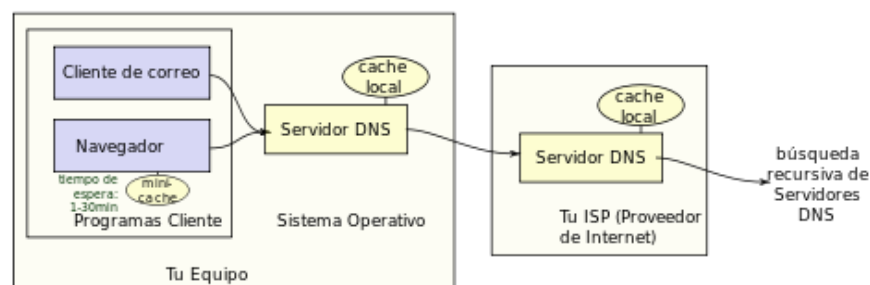 Cliente de correo
Navegador
tiempo de
espera:
1-30min
mini-
cache
Programas Cliente
cache
local
Servidor DNS
Sistema Operativo
Tu Equipo
cache
local
Servidor DNS
Tu ISP (Proveedor
de Internet)
búsqueda
recursiva de
Servidores
DNS